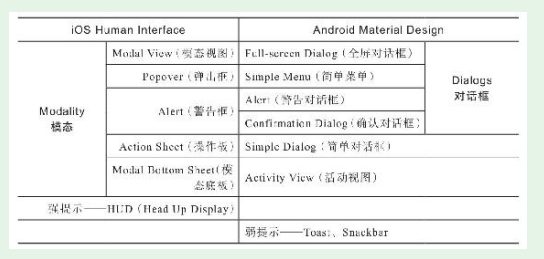 iOS Human Interface Android Material Design
Modal View（模态视图） Full-screen Dialog（全屏对话框）
Popover（弹出框） Simple Menu（简单菜单）
Dialogs
对话框
Modality
模态
Alert（警告框） Alert（警告对话框）
Confirmation Dialog（确认对话框）
Action Sheet（操作板） Simple Dialog（简单对话框）
Modal Bottom Sheet（模
态底板）
Activity View（活动视图）
强提示——HUD（Head Up Display）
弱提示——Toast、Snackbar